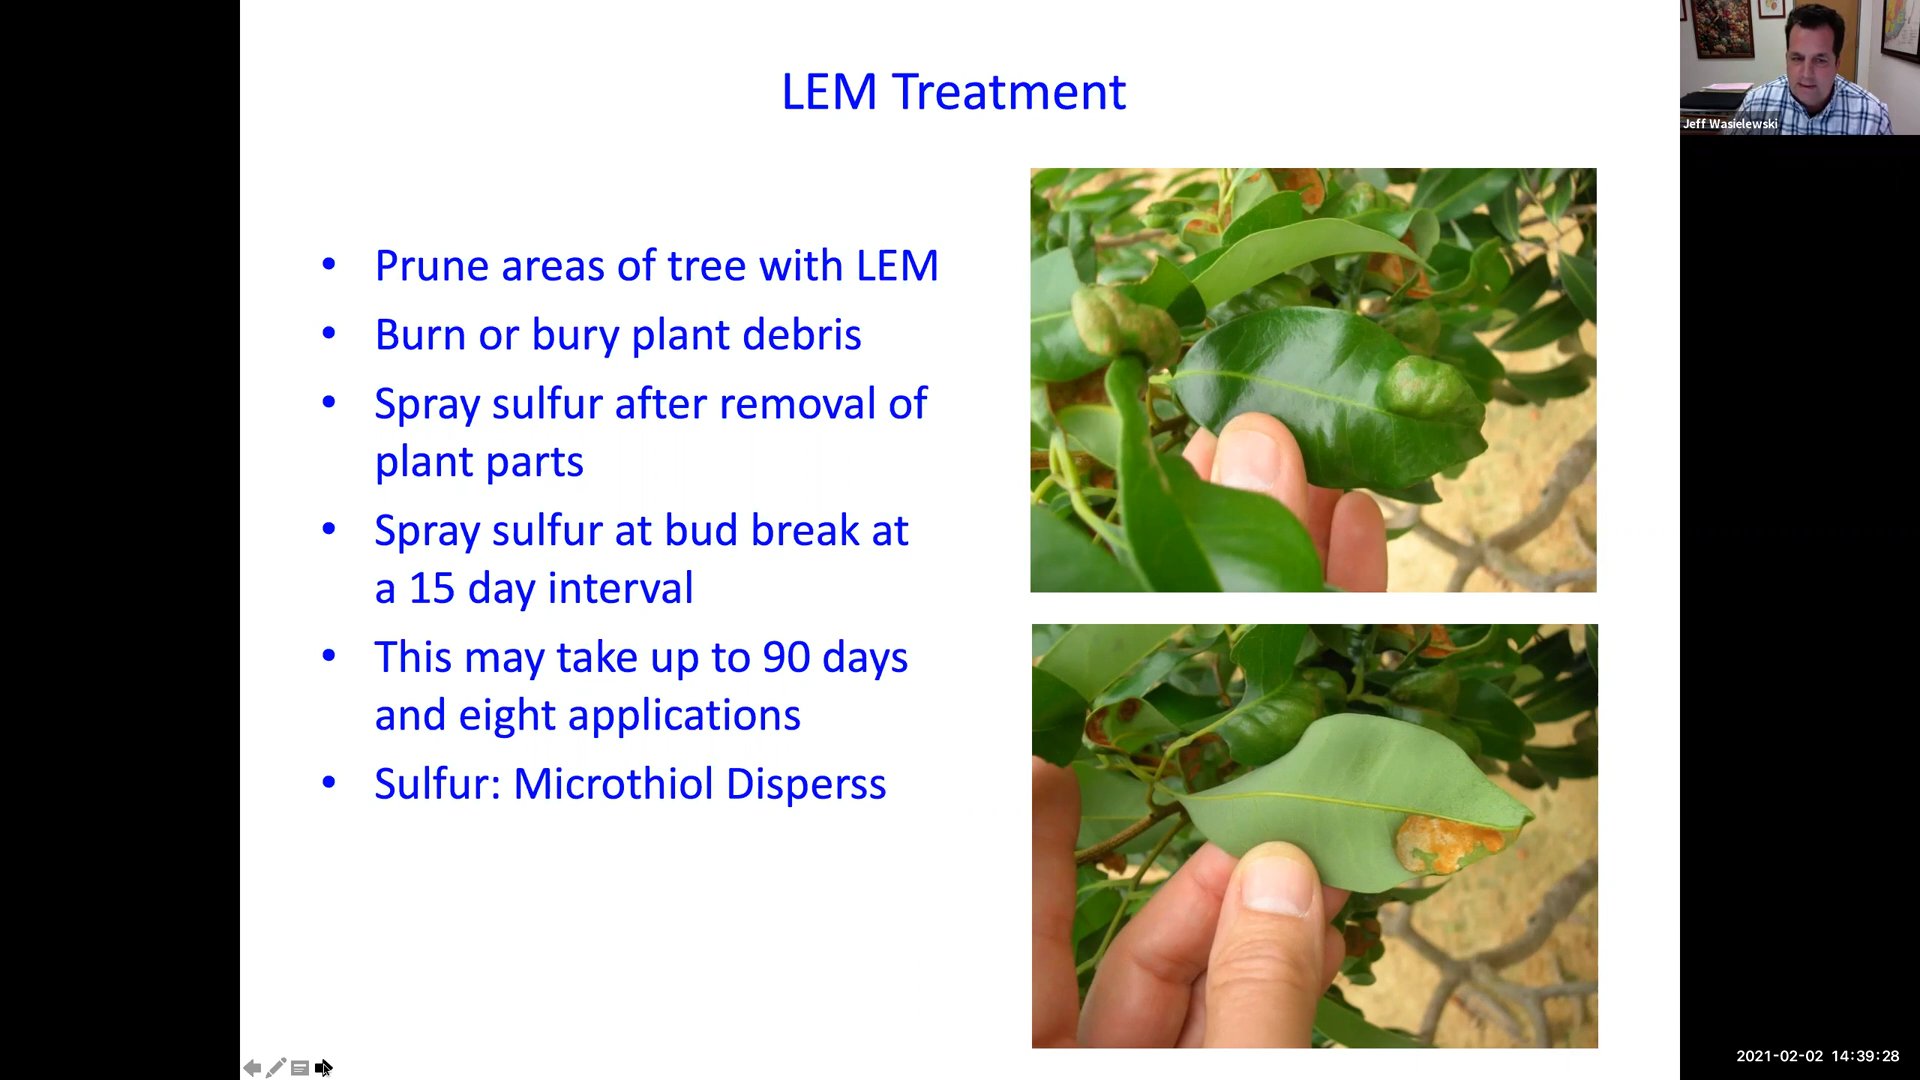 LEM Treatment
• Prune areas of tree with LEM
• Burn or bury plant debris
• Spray sulfur after removal of
plant parts
• Spray sulfur at bud break at
a 15 day interval
• This may take up to 90 days
and eight applications
• Sulfur: Microthiol Disperss
Jeff Wasielewski
2021-02-02 14:39:28